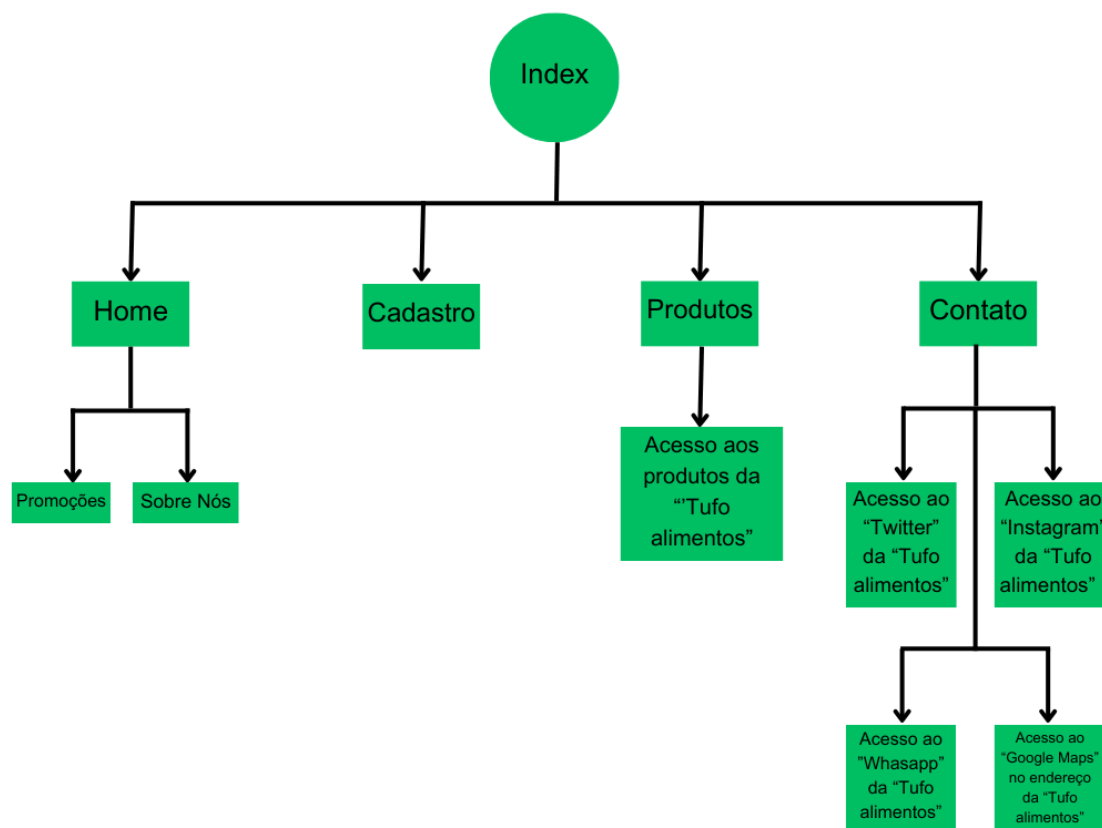 Index
Home
Cadastro
Produtos
Contato
Promoções
Sobre Nós
Acesso aos
produtos da
“’Tufo
alimentos”
Acesso ao
“Twitter”
da “Tufo
alimentos”
Acesso ao
“Instagram”
da “Tufo
alimentos”
Acesso ao
”Whasapp”
da “Tufo
alimentos”
Acesso ao
“Google Maps”
no endereço
da “Tufo
alimentos”